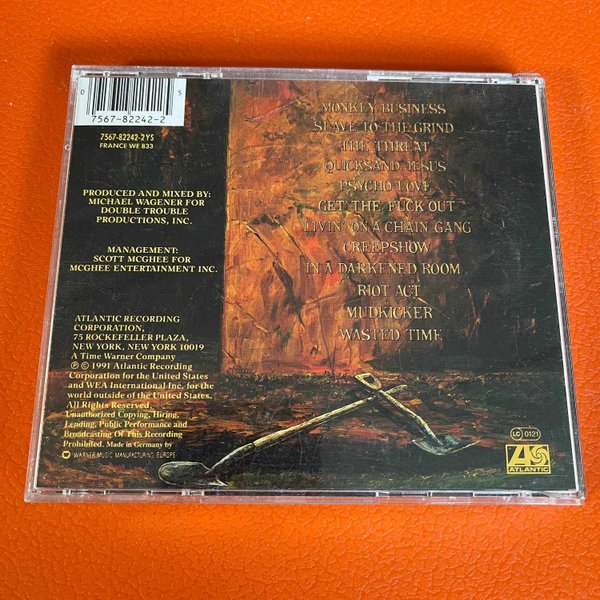 0
S
7567-82242-2
7567-82242-2 YS
FRANCE WE 833
PRODUCED AND MIXED BY:
MICHAEL WAGENER FOR
DOUBLE TROUBLE
PRODUCTIONS, INC.
MANAGEMENT:
SCOTT MCGHEE FOR
MCGHEE ENTERTAINMENT INC.
ATLANTIC RECORDING
CORPORATION,
75 ROCKEFELLER PLAZA,
NEW YORK, NEW YORK 10019
A Time Warner Company
℗ © 1991 Atlantic Recording
Corporation for the United States
and WEA International Inc. for the
world outside of the United States.
All Rights Reserved.
Unauthorized Copying, Hiring,
Lending, Public Performance and
Broadcasting Of This Recording
Prohibited. Made in Germany by
WARNER MUSIC MANUFACTURING EUROPE
MONKEY BUSINESS
SLAVE TO THE GRIND
THE THREAT
QUICKSAND JESUS
PSYCHO LOVE
GET THE FUCK OUT
LIVIN' ON A CHAIN GANG
CREEPSHOW
IN A DARKENED ROOM
RIOT ACT
MUDKICKER
WASTED TIME
LC 0121
ATLANTIC